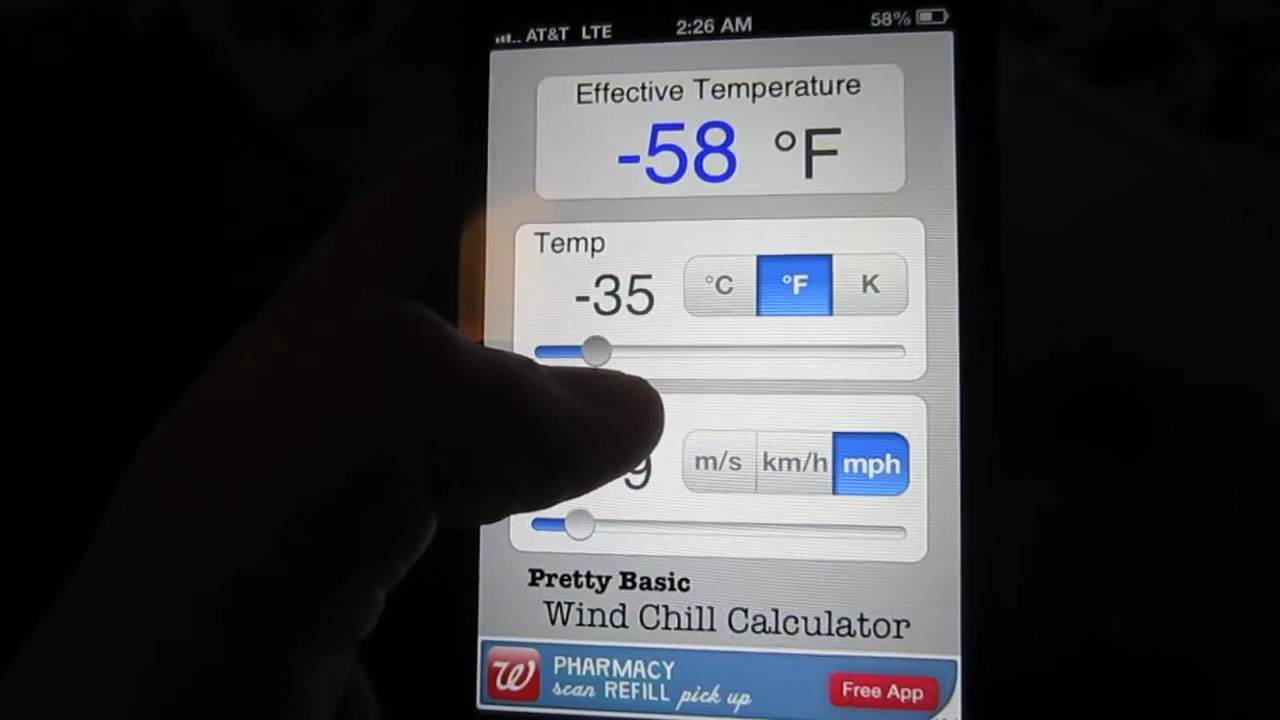 AT&T LTE 2:26 AM 58%
Effective Temperature
-58 °F
Temp
-35 °C °F K
9 m/s km/h mph
Pretty Basic
Wind Chill Calculator
W PHARMACY
scan REFILL pick up
Free App